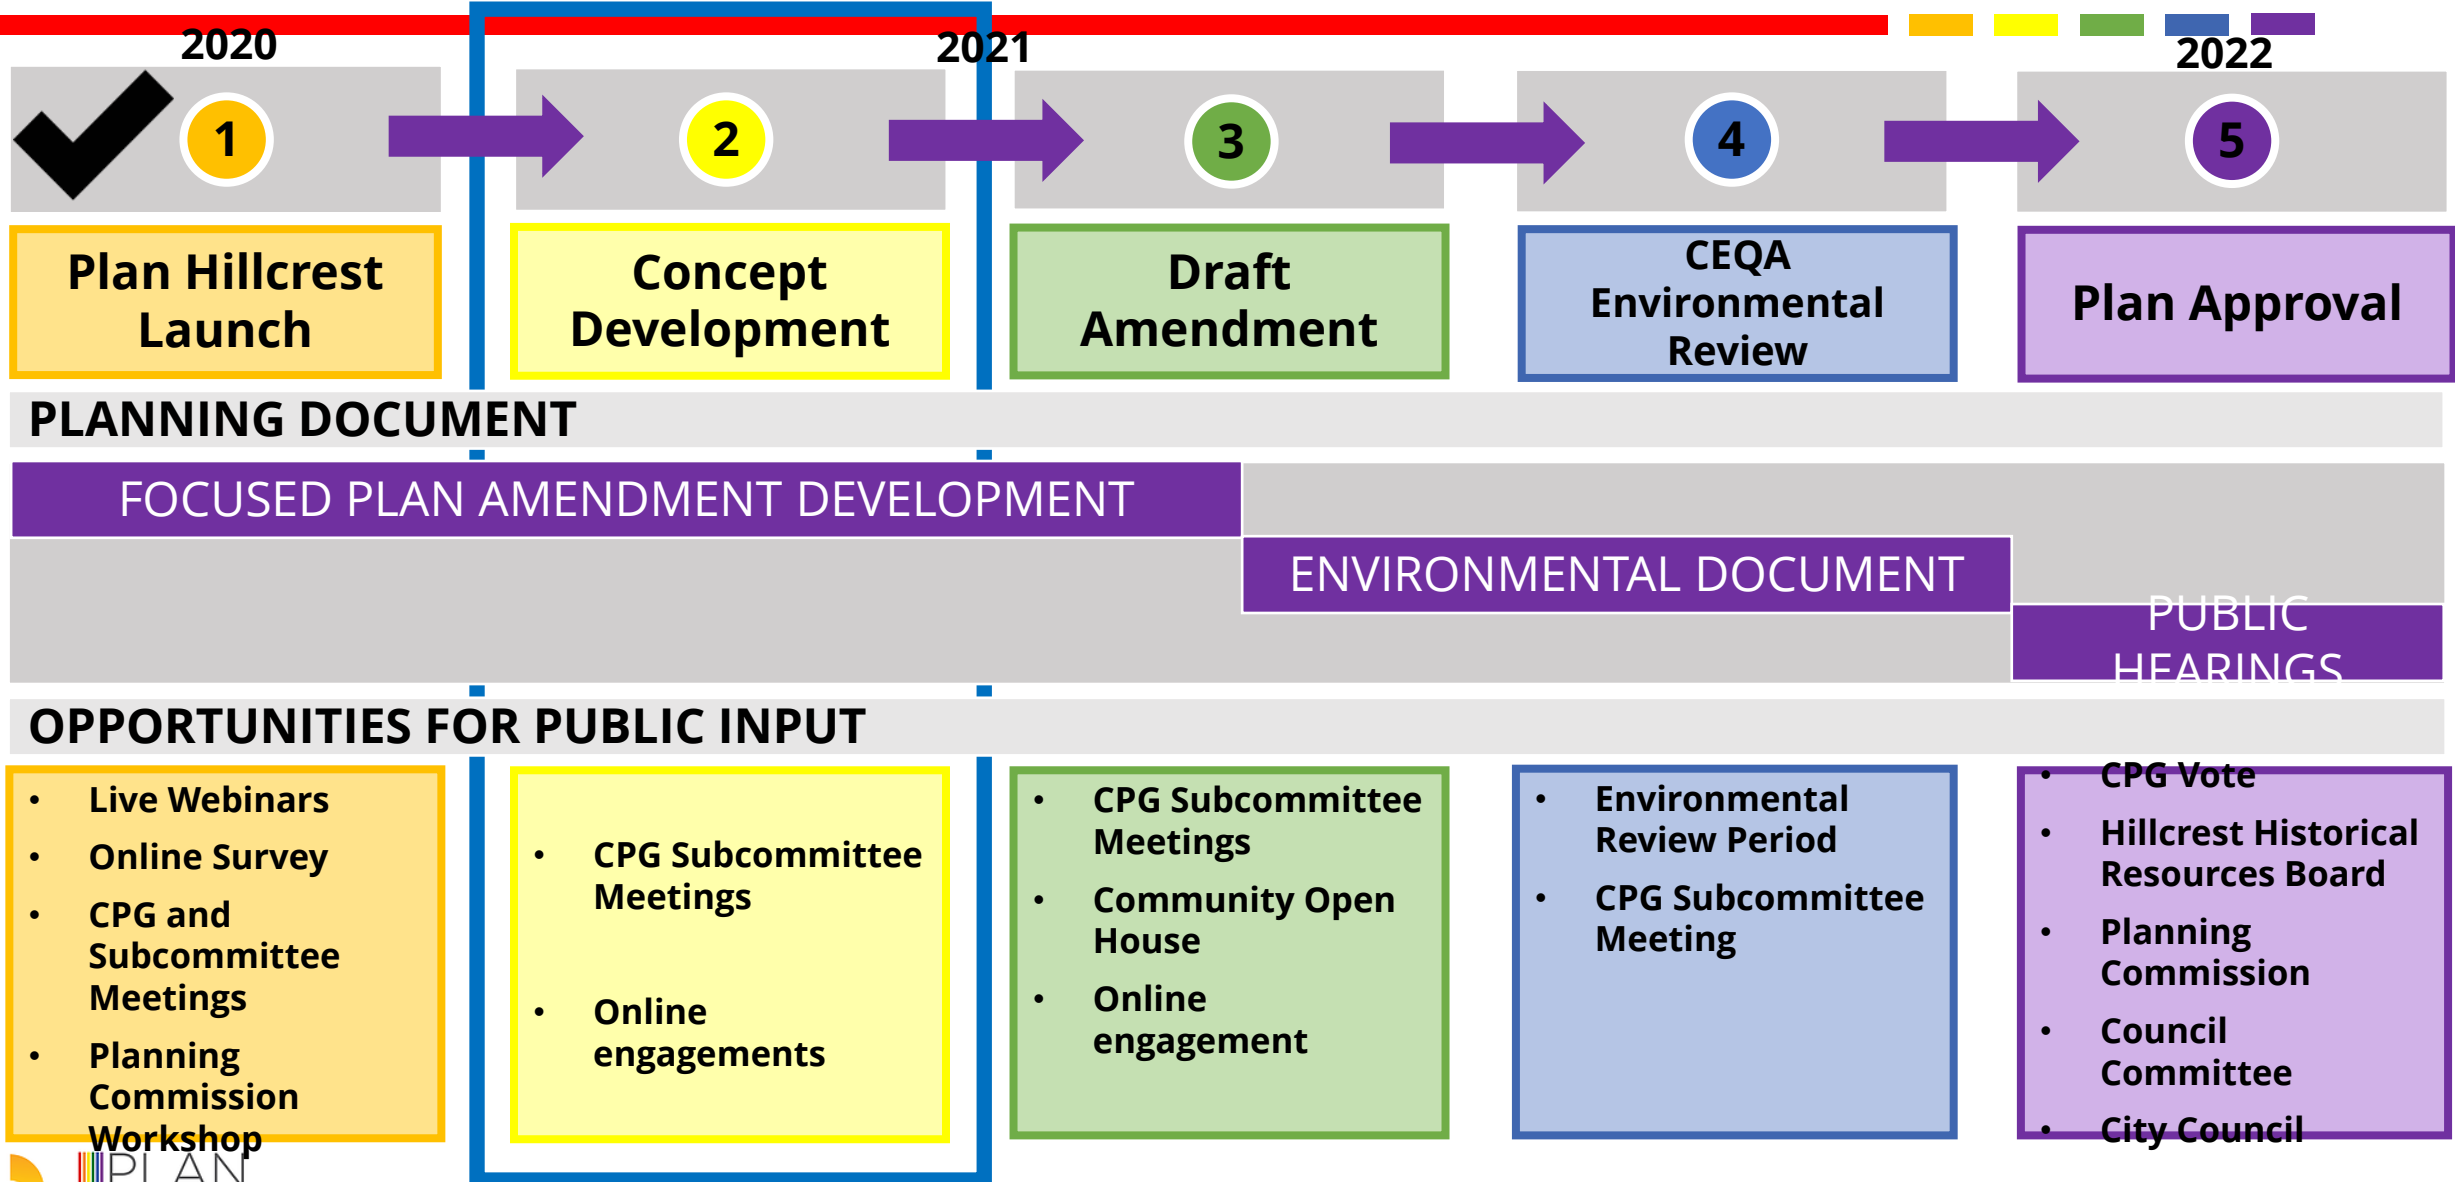 2020
2021
2022
1
2
3
4
5
Plan Hillcrest
Launch
Concept
Development
Draft
Amendment
CEQA
Environmental
Review
Plan Approval
PLANNING DOCUMENT
FOCUSED PLAN AMENDMENT DEVELOPMENT
ENVIRONMENTAL DOCUMENT
PUBLIC
HEARINGS
OPPORTUNITIES FOR PUBLIC INPUT
• Live Webinars
• Online Survey
• CPG and
Subcommittee
Meetings
• Planning
Commission
Workshop
• CPG Subcommittee
Meetings
• Online
engagements
• CPG Subcommittee
Meetings
• Community Open
House
• Online
engagement
• Environmental
Review Period
• CPG Subcommittee
Meeting
• CPG Vote
• Hillcrest Historical
Resources Board
• Planning
Commission
• Council
Committee
• City Council
PLAN